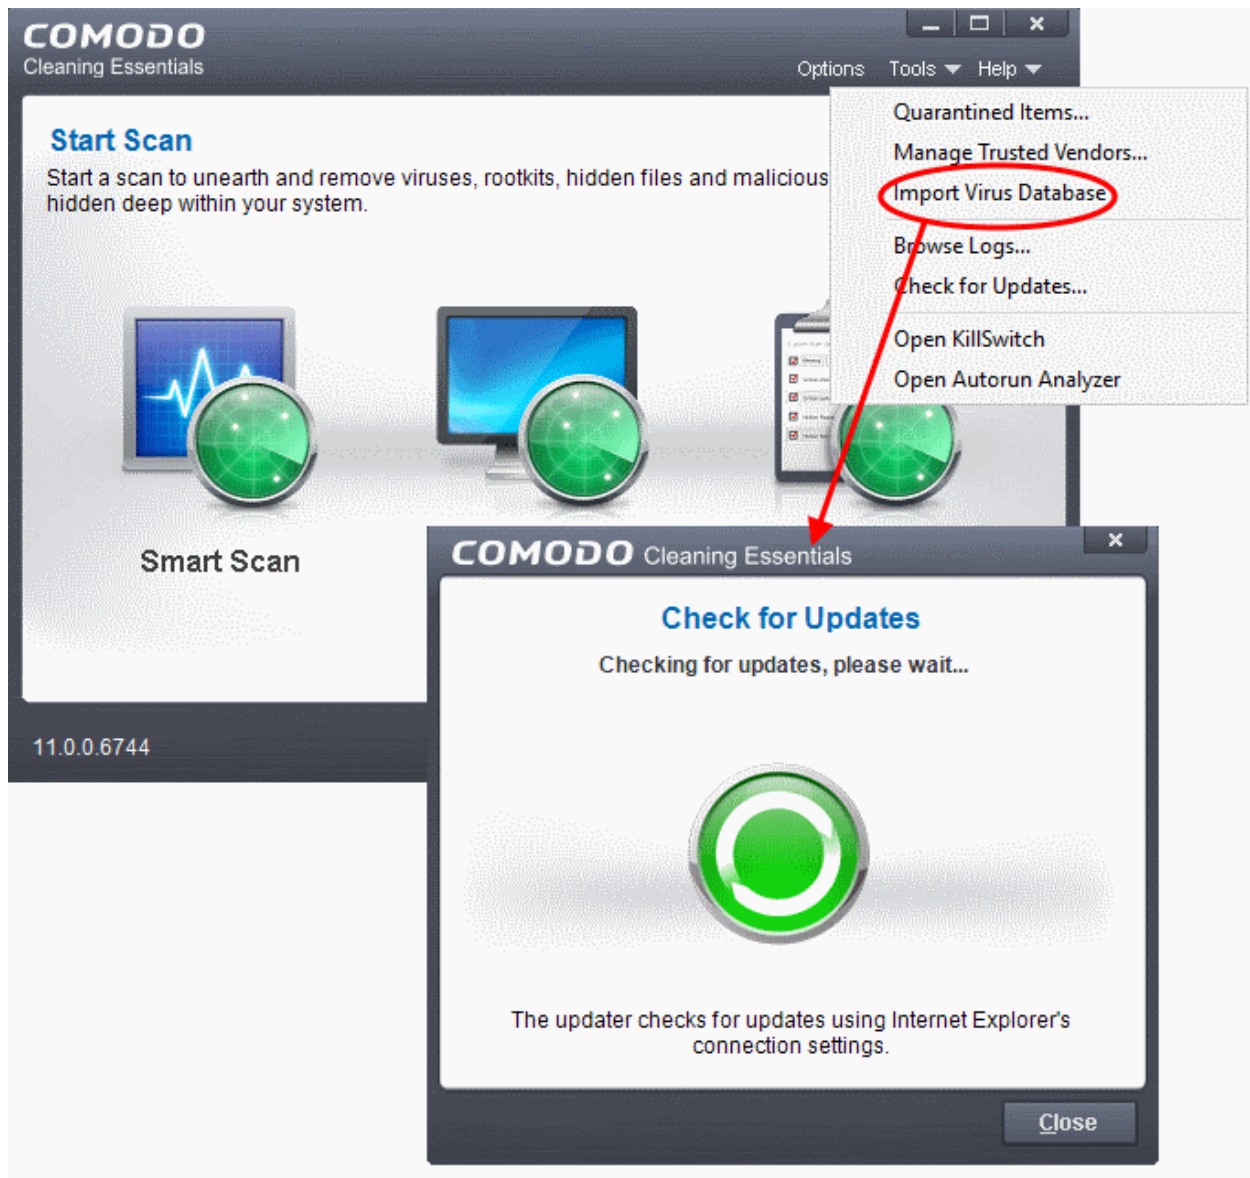 COMODO
Cleaning Essentials
Options Tools Help
Quarantined Items...
Manage Trusted Vendors...
Import Virus Database
Browse Logs...
Check for Updates...
Open KillSwitch
Open Autorun Analyzer
Start Scan
Start a scan to unearth and remove viruses, rootkits, hidden files and malicious
hidden deep within your system.
Smart Scan
11.0.0.6744
COMODO Cleaning Essentials
Check for Updates
Checking for updates, please wait...
The updater checks for updates using Internet Explorer's
connection settings.
Close